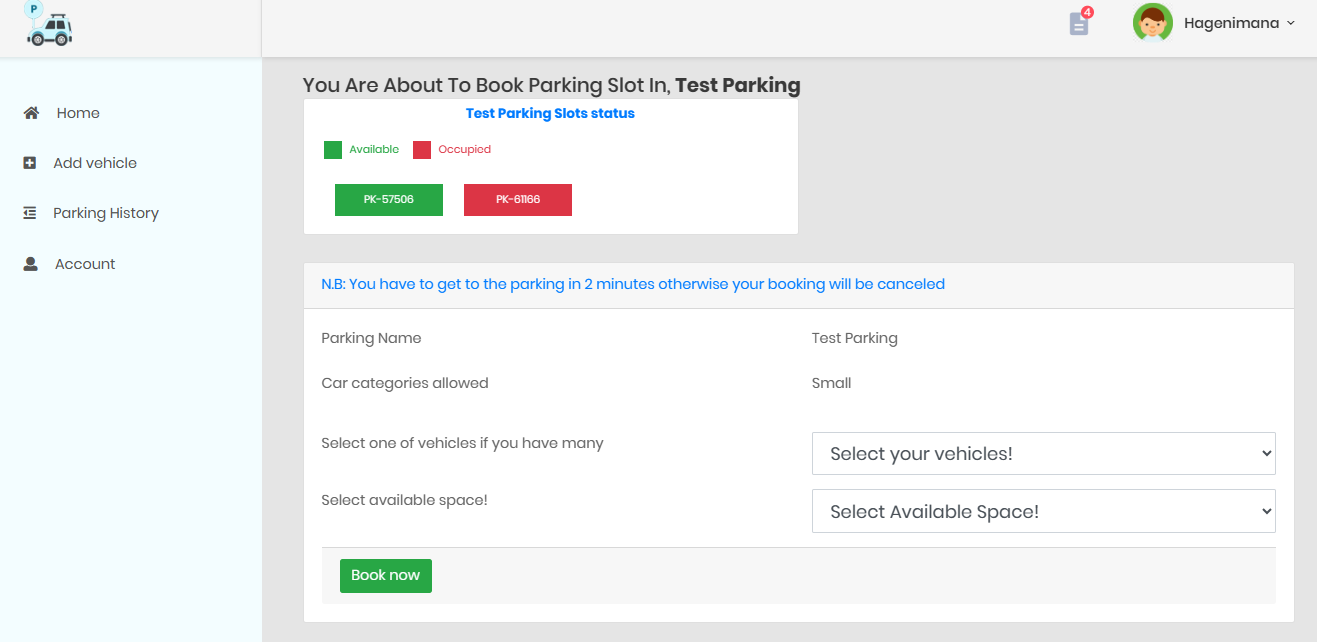 P
4
Hagenimana
Home
Add vehicle
Parking History
Account
You Are About To Book Parking Slot In, Test Parking
Test Parking Slots status
Available Occupied
PK-57506 PK-61166
N.B: You have to get to the parking in 2 minutes otherwise your booking will be canceled
Parking Name Test Parking
Car categories allowed Small
Select one of vehicles if you have many Select your vehicles!
Select available space! Select Available Space!
Book now